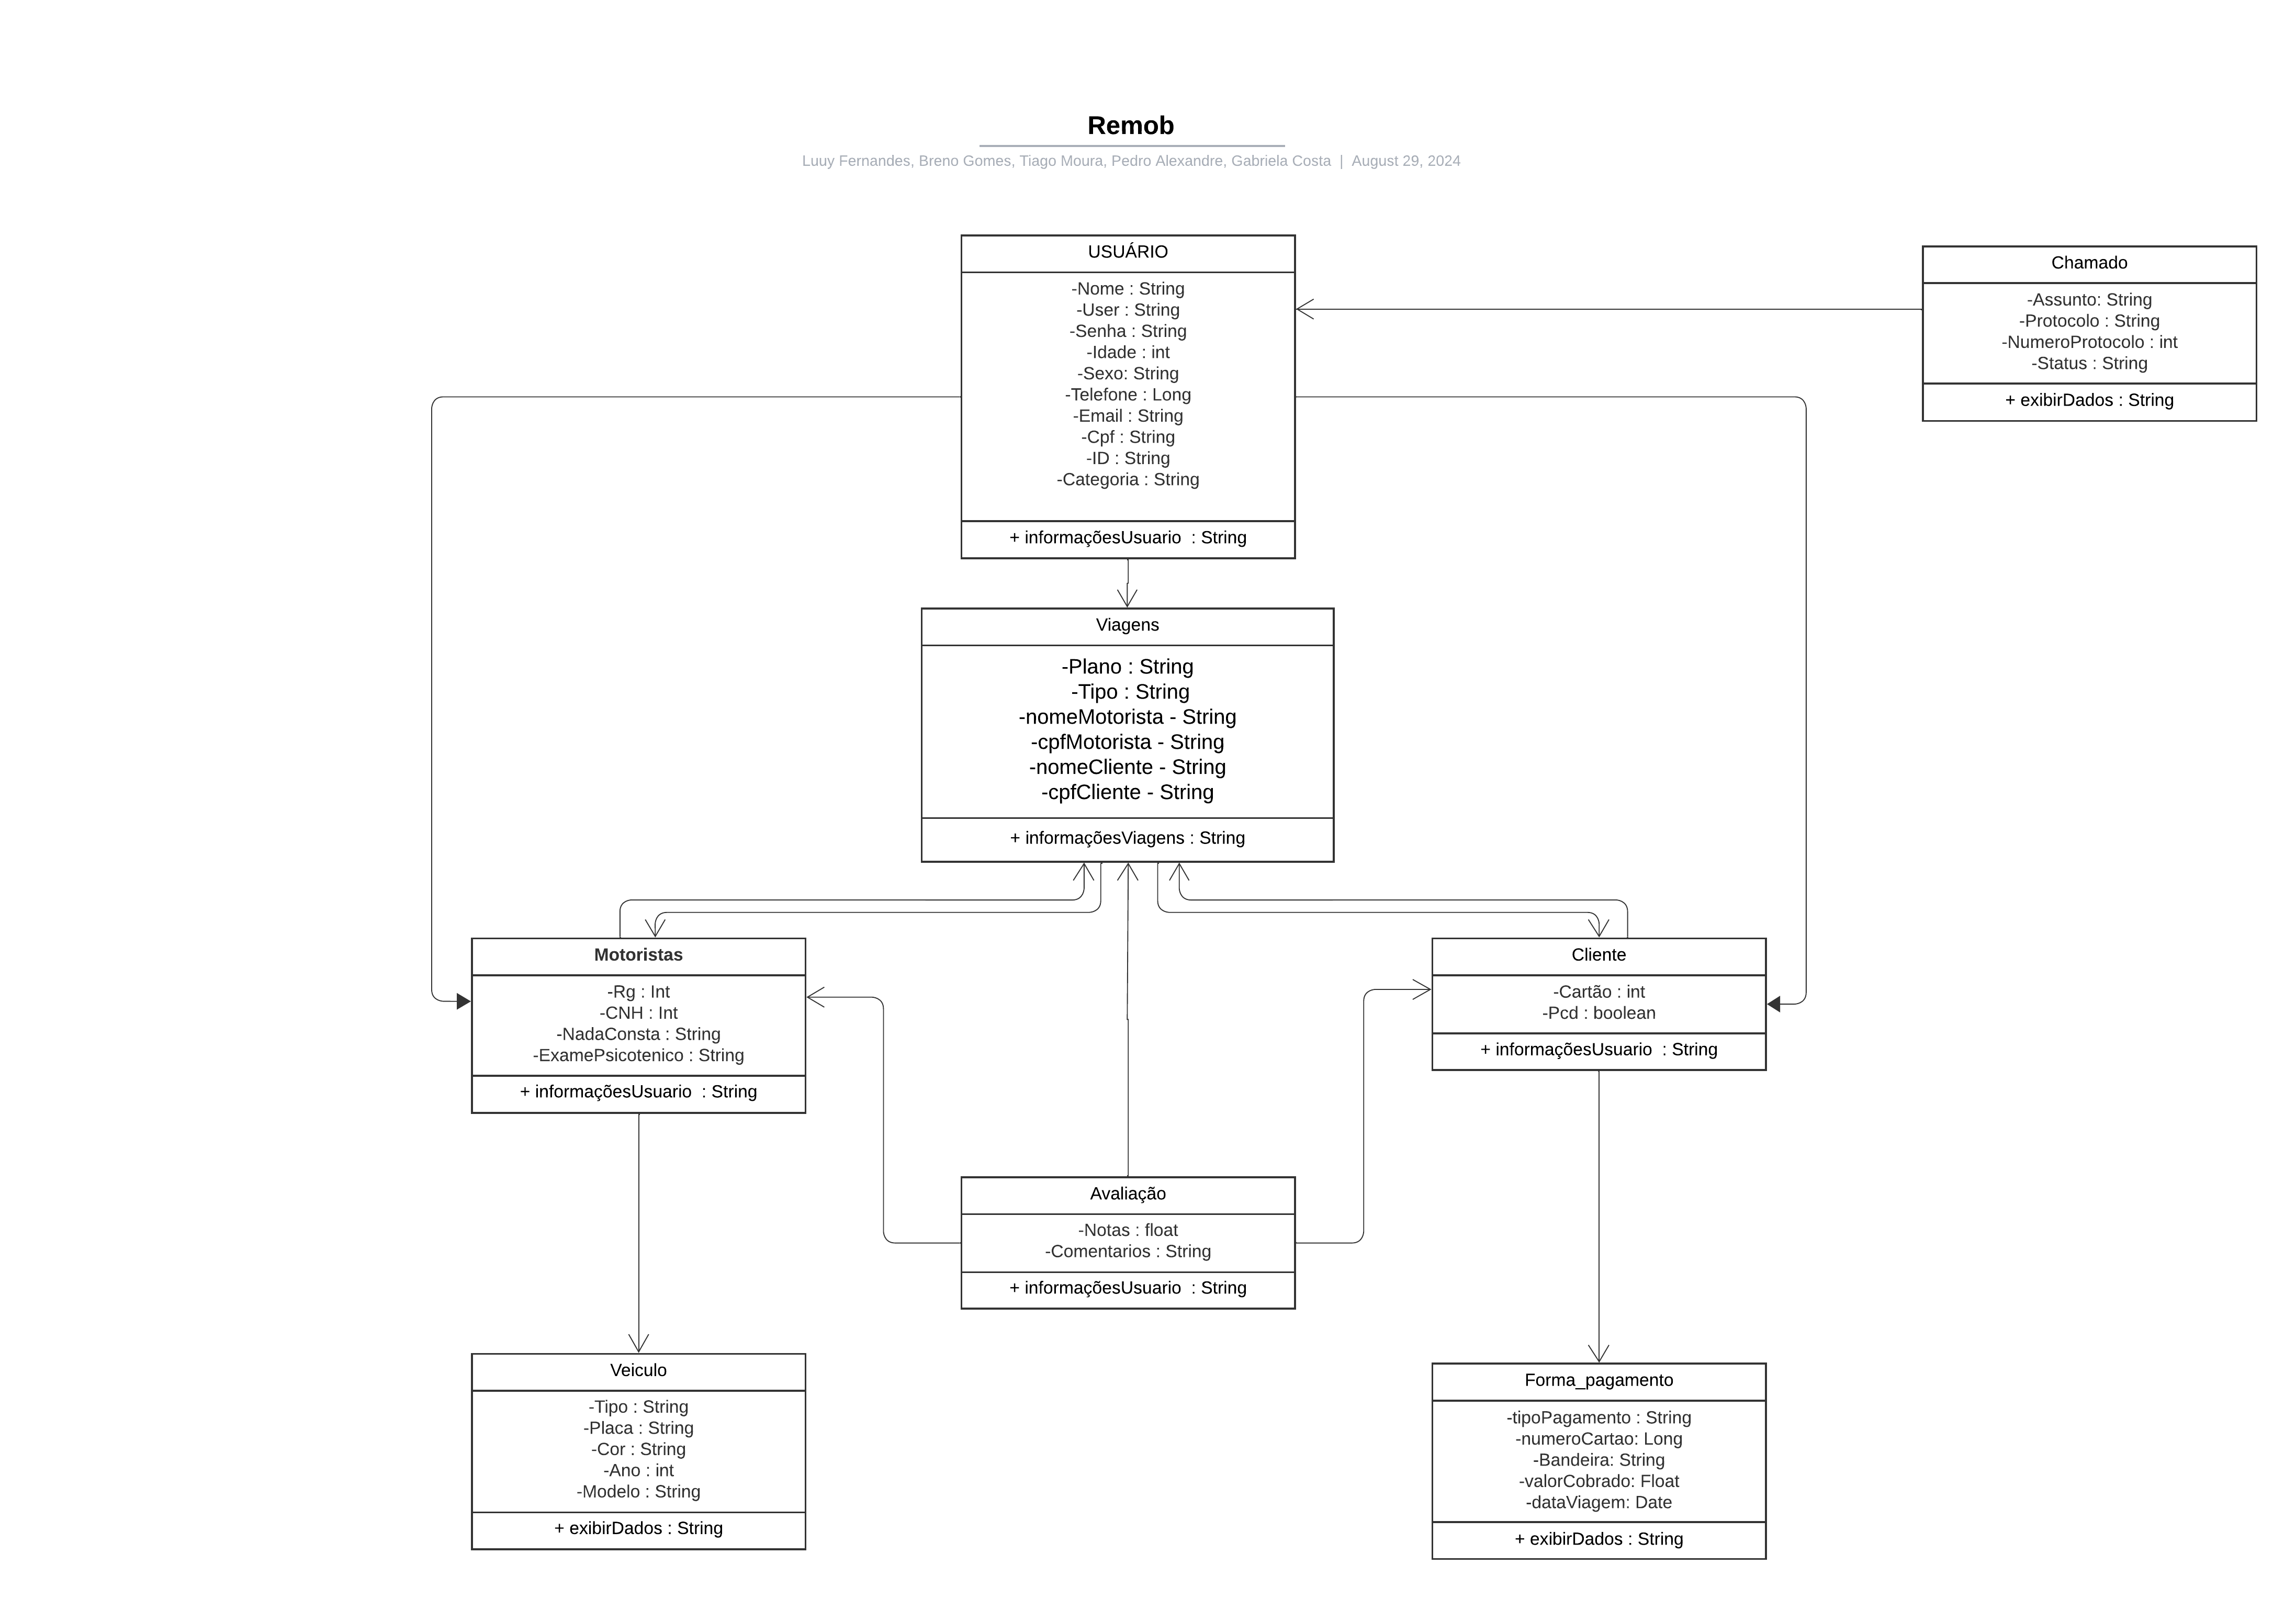 Remob
Luuy Fernandes, Breno Gomes, Tiago Moura, Pedro Alexandre, Gabriela Costa | August 29, 2024
USUÁRIO
-Nome : String
-User : String
-Senha : String
-Idade : int
-Sexo: String
-Telefone : Long
-Email : String
-Cpf : String
-ID : String
-Categoria : String
+ informaçõesUsuario : String
Chamado
-Assunto: String
-Protocolo : String
-NumeroProtocolo : int
-Status : String
+ exibirDados : String
Viagens
-Plano : String
-Tipo : String
-nomeMotorista - String
-cpfMotorista - String
-nomeCliente - String
-cpfCliente - String
+ informaçõesViagens : String
Motoristas
-Rg : Int
-CNH : Int
-NadaConsta : String
-ExamePsicotenico : String
+ informaçõesUsuario : String
Cliente
-Cartão : int
-Pcd : boolean
+ informaçõesUsuario : String
Avaliação
-Notas : float
-Comentarios : String
+ informaçõesUsuario : String
Veiculo
-Tipo : String
-Placa : String
-Cor : String
-Ano : int
-Modelo : String
+ exibirDados : String
Forma_pagamento
-tipoPagamento : String
-numeroCartao: Long
-Bandeira: String
-valorCobrado: Float
-dataViagem: Date
+ exibirDados : String